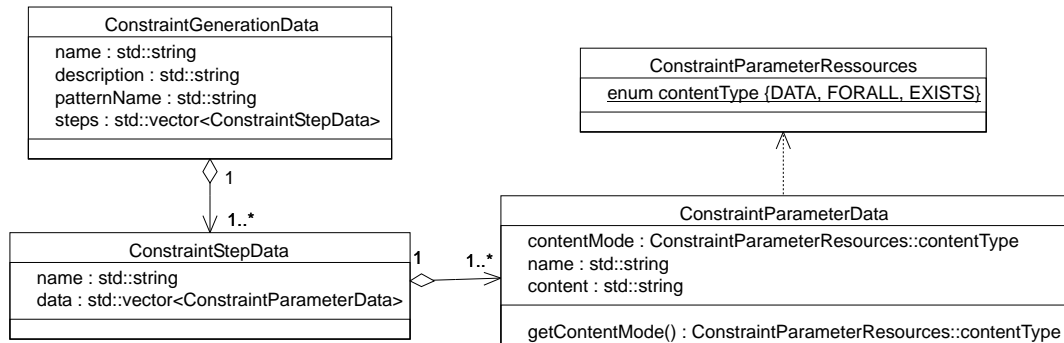 ConstraintGenerationData
name : std::string
description : std::string
patternName : std::string
steps : std::vector<ConstraintStepData>
1
1..*
ConstraintStepData
name : std::string
data : std::vector<ConstraintParameterData>
1
1..*
ConstraintParameterRessources
enum contentType {DATA, FORALL, EXISTS}
ConstraintParameterData
contentMode : ConstraintParameterResources::contentType
name : std::string
content : std::string
getContentMode() : ConstraintParameterResources::contentType